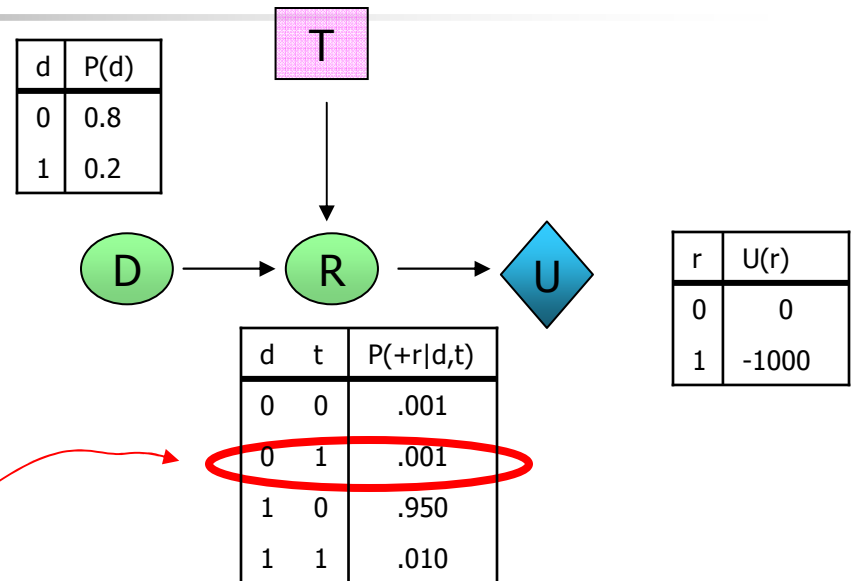 T
d P(d)
0 0.8
1 0.2
D
R
U
r U(r)
0 0
1 -1000
d t P(+r|d,t)
0 0 .001
0 1 .001
1 0 .950
1 1 .010